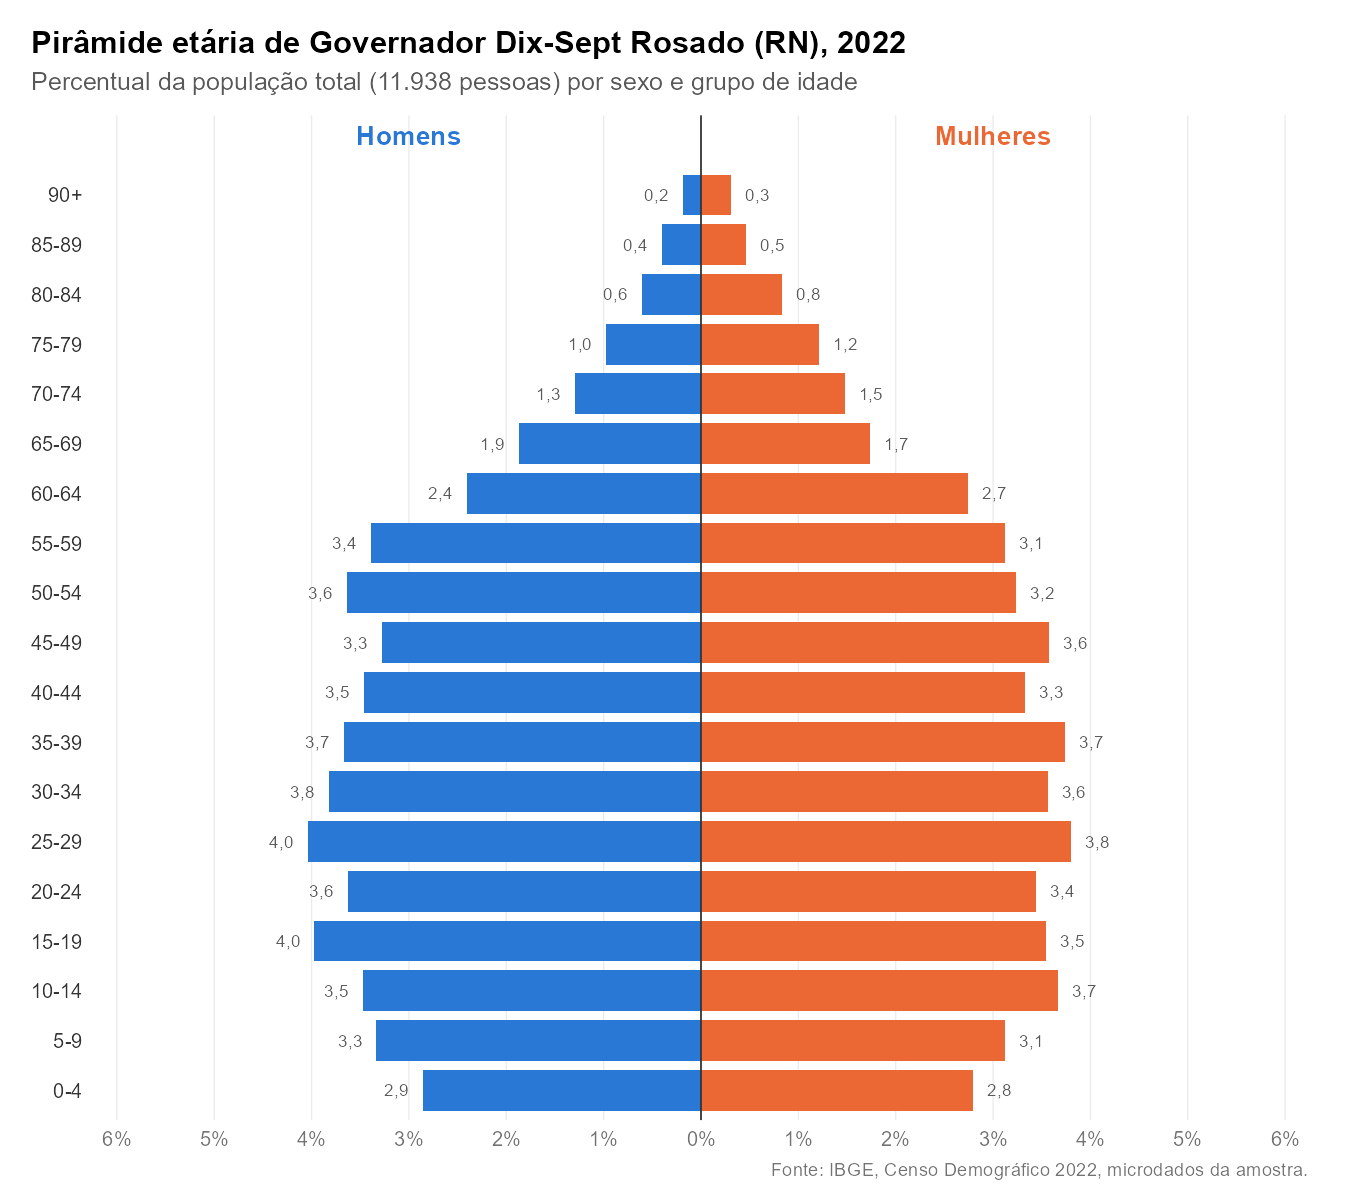 Pirâmide etária de Governador Dix-Sept Rosado (RN), 2022
Percentual da população total (11.938 pessoas) por sexo e grupo de idade
Homens Mulheres
90+ 0,2 0,3
85-89 0,4 0,5
80-84 0,6 0,8
75-79 1,0 1,2
70-74 1,3 1,5
65-69 1,9 1,7
60-64 2,4 2,7
55-59 3,4 3,1
50-54 3,6 3,2
45-49 3,3 3,6
40-44 3,5 3,3
35-39 3,7 3,7
30-34 3,8 3,6
25-29 4,0 3,8
20-24 3,6 3,4
15-19 4,0 3,5
10-14 3,5 3,7
5-9 3,3 3,1
0-4 2,9 2,8
6% 5% 4% 3% 2% 1% 0% 1% 2% 3% 4% 5% 6%
Fonte: IBGE, Censo Demográfico 2022, microdados da amostra.